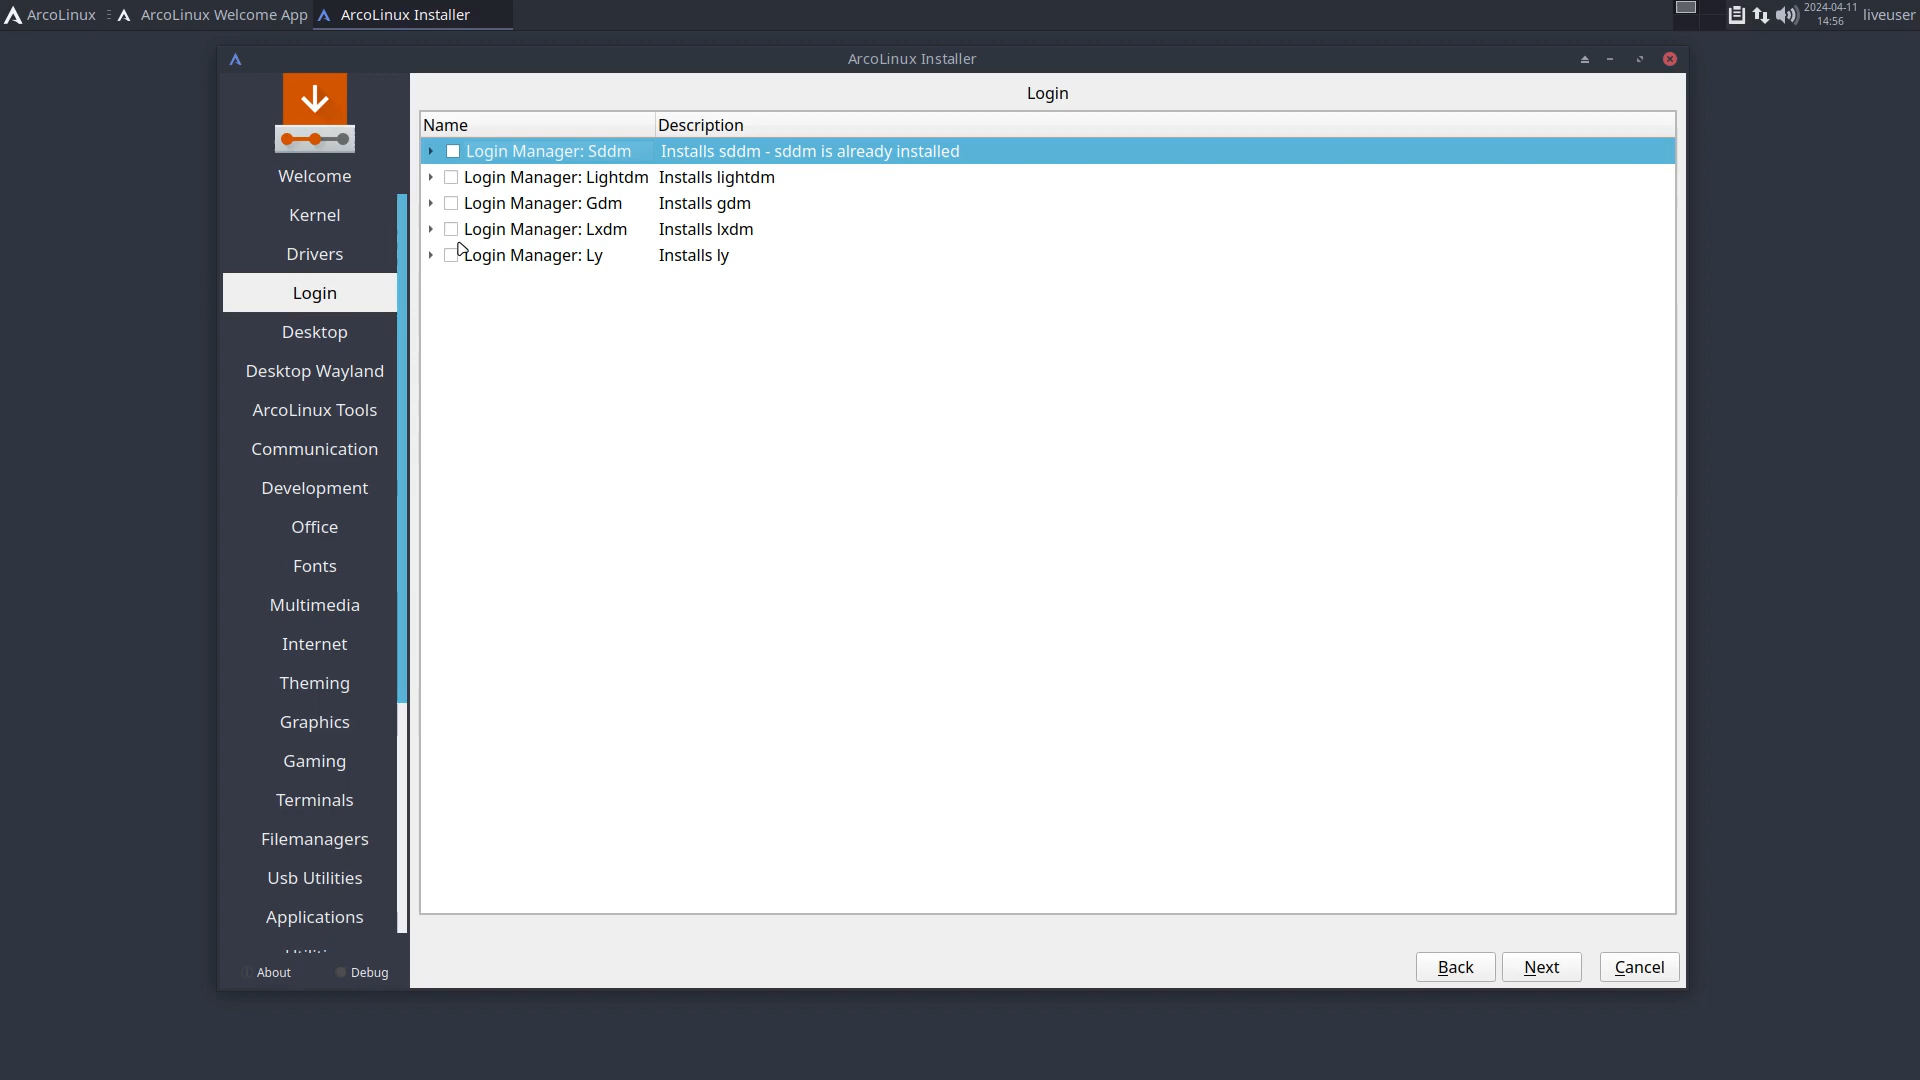 ArcoLinux
ArcoLinux Welcome App
ArcoLinux Installer
2024-04-11
14:56
liveuser
ArcoLinux Installer
Welcome
Kernel
Drivers
Login
Desktop
Desktop Wayland
ArcoLinux Tools
Communication
Development
Office
Fonts
Multimedia
Internet
Theming
Graphics
Gaming
Terminals
Filemanagers
Usb Utilities
Applications
About
Debug
Login
Name Description
Login Manager: Sddm Installs sddm - sddm is already installed
Login Manager: Lightdm Installs lightdm
Login Manager: Gdm Installs gdm
Login Manager: Lxdm Installs lxdm
Login Manager: Ly Installs ly
Back
Next
Cancel